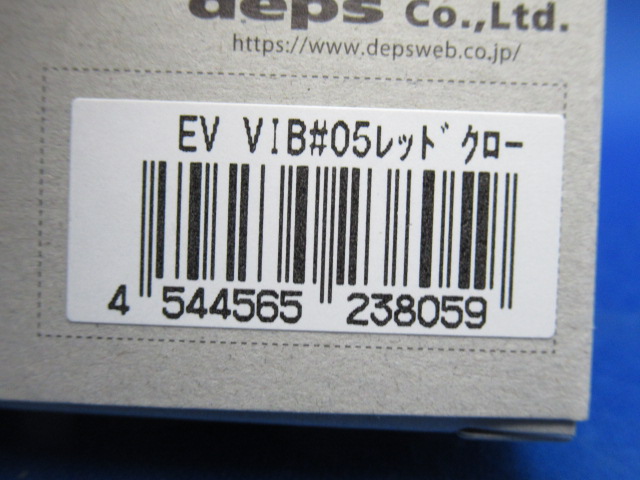 deps Co.,Ltd.
https://www.depsweb.co.jp/
EV VIB#05レッド クロー
4 544565 238059